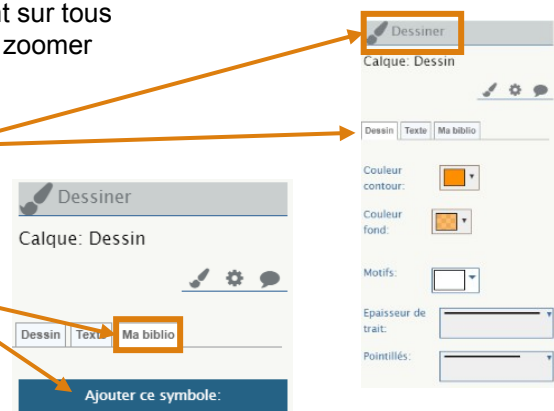 t sur tous
zoomer
Dessiner
Calque: Dessin
Dessin Texte Ma biblio
Couleur
contour:
Couleur
fond:
Motifs:
Epaisseur de
trait:
Pointillés:
Dessiner
Calque: Dessin
Dessin Texte Ma biblio
Ajouter ce symbole: